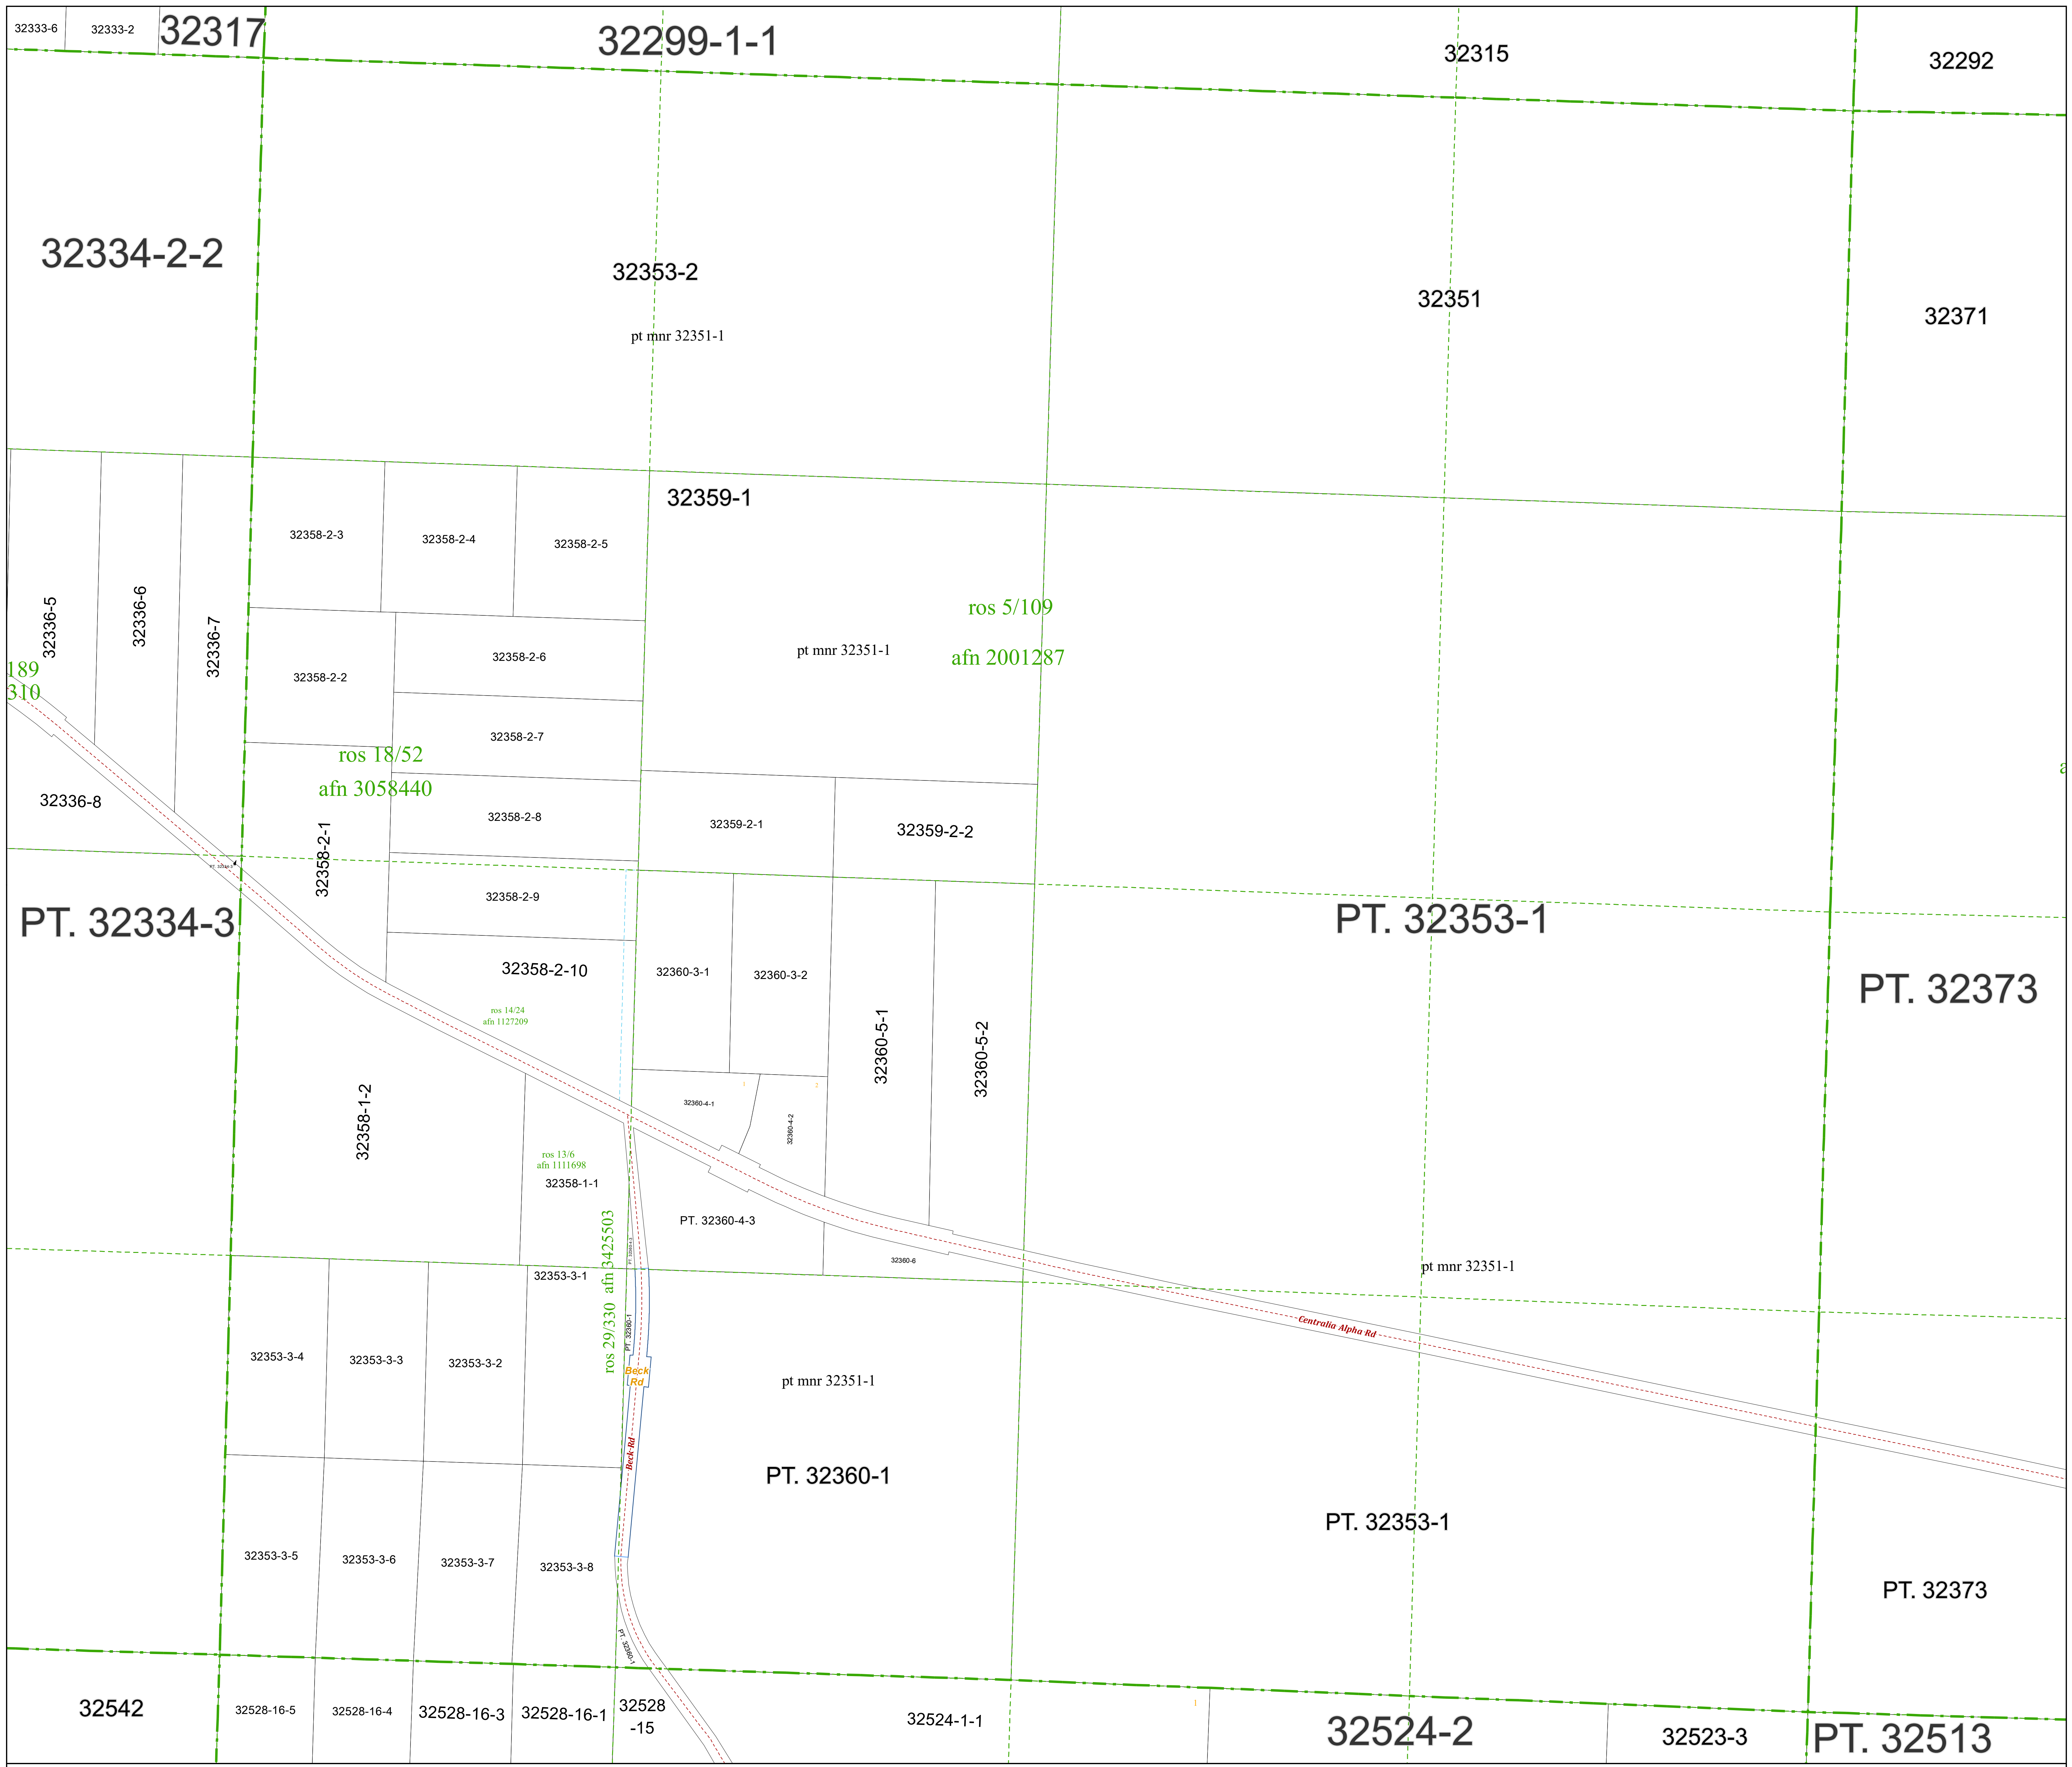 32333-6
32333-2
32317
32299-1-1
32315
32292
32334-2-2
32353-2
pt mnr 32351-1
32351
32371
32359-1
32358-2-3
32358-2-4
32358-2-5
32336-5
32336-6
32336-7
ros 5/109
afn 2001287
pt mnr 32351-1
32358-2-6
32358-2-2
189
310
32358-2-7
ros 18/52
afn 3058440
32336-8
32358-2-1
32358-2-8
32359-2-1
32359-2-2
PT. 32334-3
32358-2-9
PT. 32353-1
32358-2-10
32360-3-1
32360-3-2
PT. 32373
ros 14/24
afn 1127209
32360-5-1
32360-5-2
1
2
32360-4-1
32360-4-2
32358-1-2
ros 13/6
afn 1111698
32358-1-1
PT. 32360-4-3
32360-6
pt mnr 32351-1
ros 29/330 afn 3425503
32353-3-1
Centralia Alpha Rd
PT. 32360-1
32353-3-4
32353-3-3
32353-3-2
Beck
Rd
pt mnr 32351-1
Beck Rd
PT. 32360-1
PT. 32353-1
32353-3-5
32353-3-6
32353-3-7
32353-3-8
PT. 32373
PT. 32360-1
32542
32528-16-5
32528-16-4
32528-16-3
32528-16-1
32528
-15
32524-1-1
1
32524-2
32523-3
PT. 32513